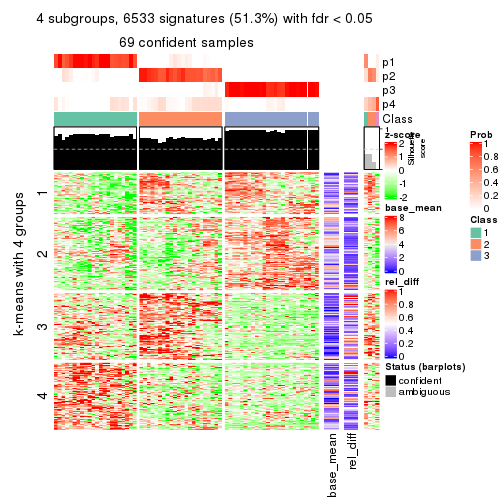 4 subgroups, 6533 signatures (51.3%) with fdr < 0.05
69 confident samples
p1
p2
p3
p4
Class
1
Silhouette
score
k-means with 4 groups
1
2
3
4
base_mean
rel_diff
z-score
2
1
0
-1
-2
base_mean
8
6
4
2
0
rel_diff
1
0.8
0.6
0.4
0.2
0
Status (barplots)
confident
ambiguous
Prob
1
0.8
0.6
0.4
0.2
0
Class
1
2
3